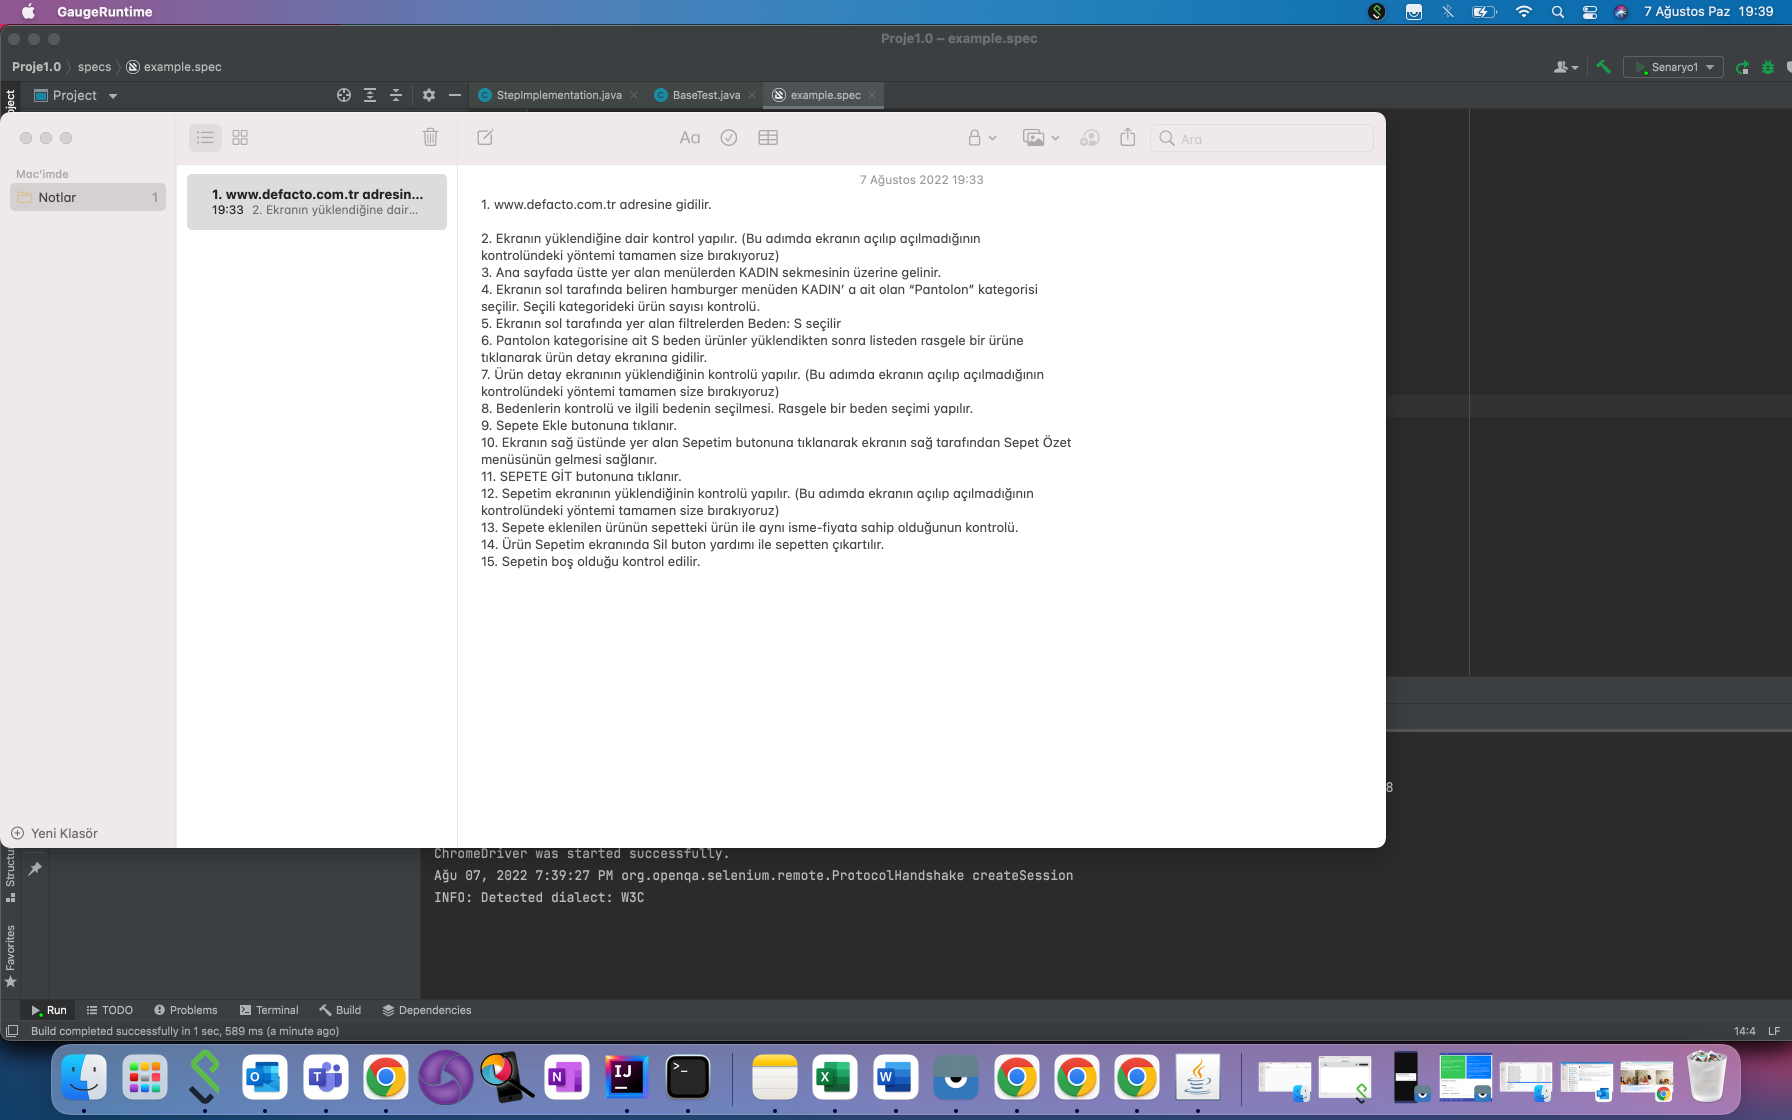 GaugeRuntime
7 Ağustos Paz 19:39
Proje1.0 – example.spec
Proje1.0 specs example.spec
Senaryo1
Project
StepImplementation.java
BaseTest.java
example.spec
Aa
Ara
Mac'imde
Notlar 1
1. www.defacto.com.tr adresin...
19:33 2. Ekranın yüklendiğine dair...
7 Ağustos 2022 19:33
1. www.defacto.com.tr adresine gidilir.
2. Ekranın yüklendiğine dair kontrol yapılır. (Bu adımda ekranın açılıp açılmadığının
kontrolündeki yöntemi tamamen size bırakıyoruz)
3. Ana sayfada üstte yer alan menülerden KADIN sekmesinin üzerine gelinir.
4. Ekranın sol tarafında beliren hamburger menüden KADIN’ a ait olan “Pantolon” kategorisi
seçilir. Seçili kategorideki ürün sayısı kontrolü.
5. Ekranın sol tarafında yer alan filtrelerden Beden: S seçilir
6. Pantolon kategorisine ait S beden ürünler yüklendikten sonra listeden rasgele bir ürüne
tıklanarak ürün detay ekranına gidilir.
7. Ürün detay ekranının yüklendiğinin kontrolü yapılır. (Bu adımda ekranın açılıp açılmadığının
kontrolündeki yöntemi tamamen size bırakıyoruz)
8. Bedenlerin kontrolü ve ilgili bedenin seçilmesi. Rasgele bir beden seçimi yapılır.
9. Sepete Ekle butonuna tıklanır.
10. Ekranın sağ üstünde yer alan Sepetim butonuna tıklanarak ekranın sağ tarafından Sepet Özet
menüsünün gelmesi sağlanır.
11. SEPETE GİT butonuna tıklanır.
12. Sepetim ekranının yüklendiğinin kontrolü yapılır. (Bu adımda ekranın açılıp açılmadığının
kontrolündeki yöntemi tamamen size bırakıyoruz)
13. Sepete eklenilen ürünün sepetteki ürün ile aynı isme-fiyata sahip olduğunun kontrolü.
14. Ürün Sepetim ekranında Sil buton yardımı ile sepetten çıkartılır.
15. Sepetin boş olduğu kontrol edilir.
8
Yeni Klasör
ChromeDriver was started successfully.
Ağu 07, 2022 7:39:27 PM org.openqa.selenium.remote.ProtocolHandshake createSession
INFO: Detected dialect: W3C
Favorites
Run TODO Problems Terminal Build Dependencies
Build completed successfully in 1 sec, 589 ms (a minute ago)
14:4 LF